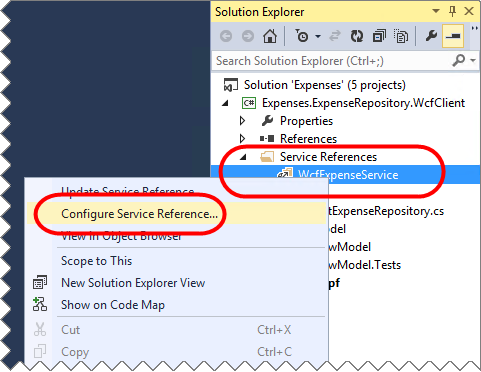 Solution Explorer
Search Solution Explorer (Ctrl+;)
Solution 'Expenses' (5 projects)
C# Expenses.ExpenseRepository.WcfClient
Properties
References
Service References
WcfExpenseService
Update Service Reference
Configure Service Reference...
tExpenseRepository.cs
View in Object Browser
odel
Scope to This
wModel
New Solution Explorer View
wModel.Tests
Show on Code Map
pf
Cut Ctrl+X
Copy Ctrl+C